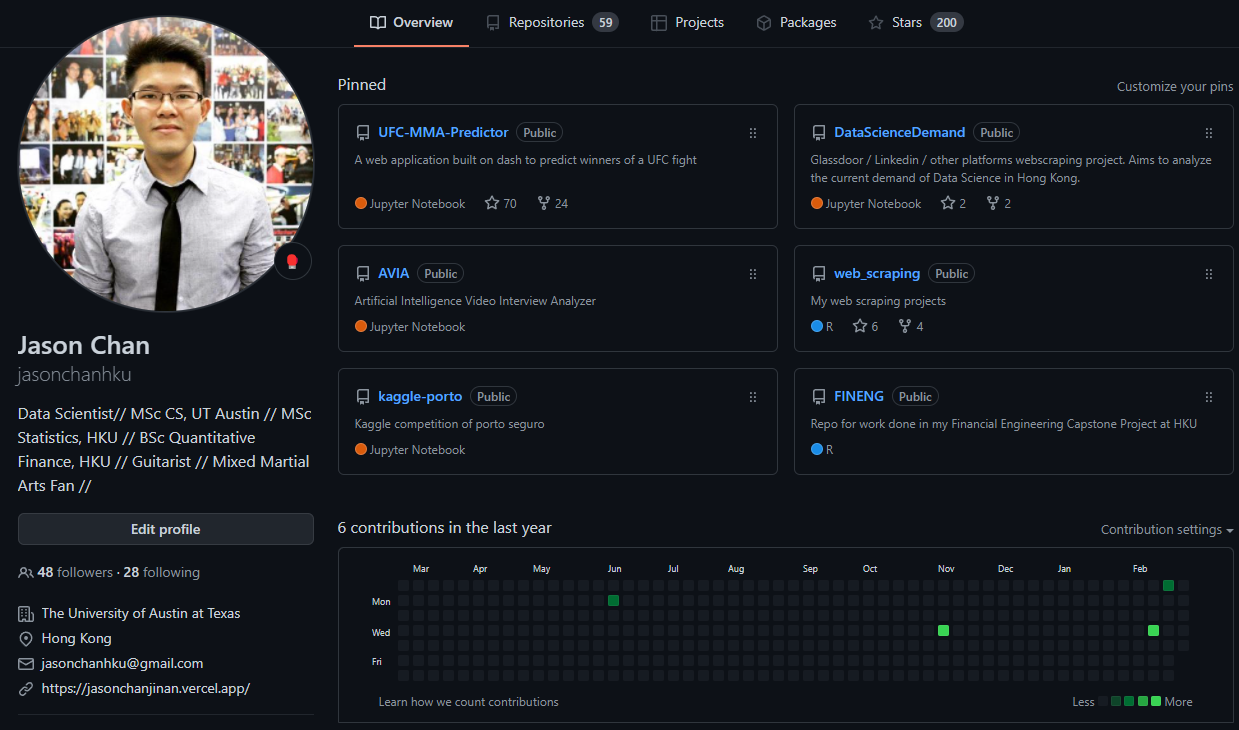 Overview Repositories 59 Projects Packages Stars 200
Pinned
Customize your pins
UFC-MMA-Predictor Public
A web application built on dash to predict winners of a UFC fight
Jupyter Notebook 70 24
DataScienceDemand Public
Glassdoor / Linkedin / other platforms webscraping project. Aims to analyze
the current demand of Data Science in Hong Kong.
Jupyter Notebook 2 2
AVIA Public
Artificial Intelligence Video Interview Analyzer
Jupyter Notebook
web_scraping Public
My web scraping projects
R 6 4
kaggle-porto Public
Kaggle competition of porto seguro
Jupyter Notebook
FINENG Public
Repo for work done in my Financial Engineering Capstone Project at HKU
R
Jason Chan
jasonchanhku
Data Scientist// MSc CS, UT Austin // MSc
Statistics, HKU // BSc Quantitative
Finance, HKU // Guitarist // Mixed Martial
Arts Fan //
Edit profile
48 followers · 28 following
The University of Austin at Texas
Hong Kong
jasonchanhku@gmail.com
https://jasonchanjinan.vercel.app/
6 contributions in the last year
Contribution settings
Mar Apr May Jun Jul Aug Sep Oct Nov Dec Jan Feb
Mon
Wed
Fri
Learn how we count contributions
Less More